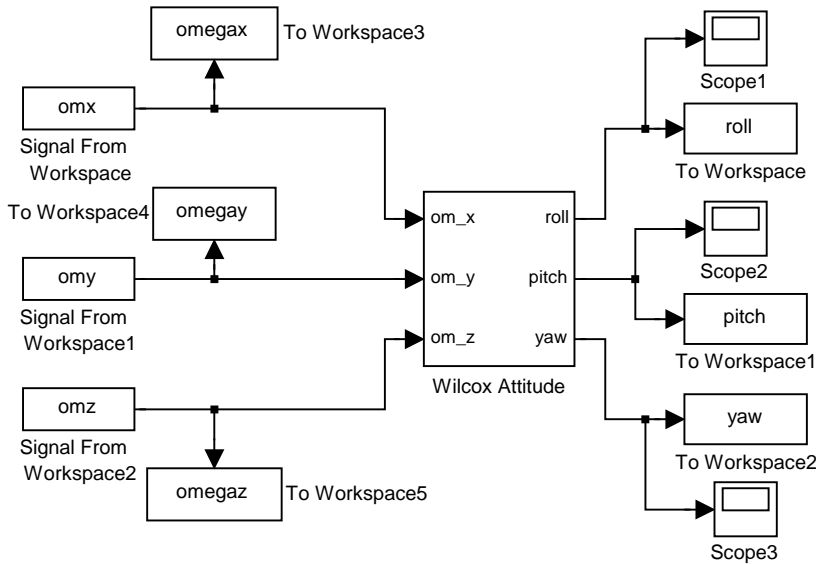 omegax
To Workspace3
omx
Signal From
Workspace
To Workspace4
omegay
omy
Signal From
Workspace1
omz
Signal From
Workspace2
omegaz
To Workspace5
om_x
roll
om_y
pitch
om_z
yaw
Wilcox Attitude
Scope1
roll
To Workspace
Scope2
pitch
To Workspace1
yaw
To Workspace2
Scope3